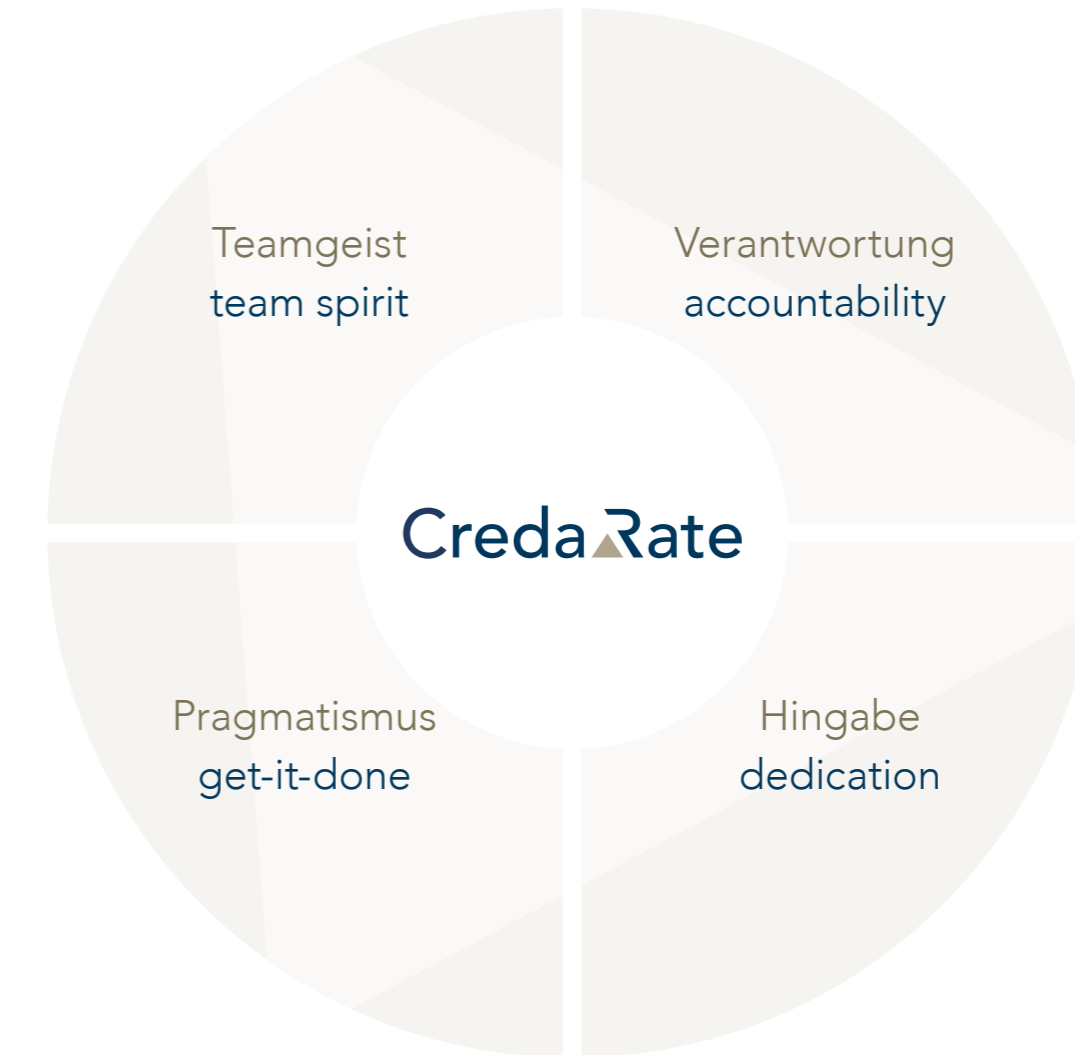 Teamgeist
team spirit
Verantwortung
accountability
CredaRate
Pragmatismus
get-it-done
Hingabe
dedication